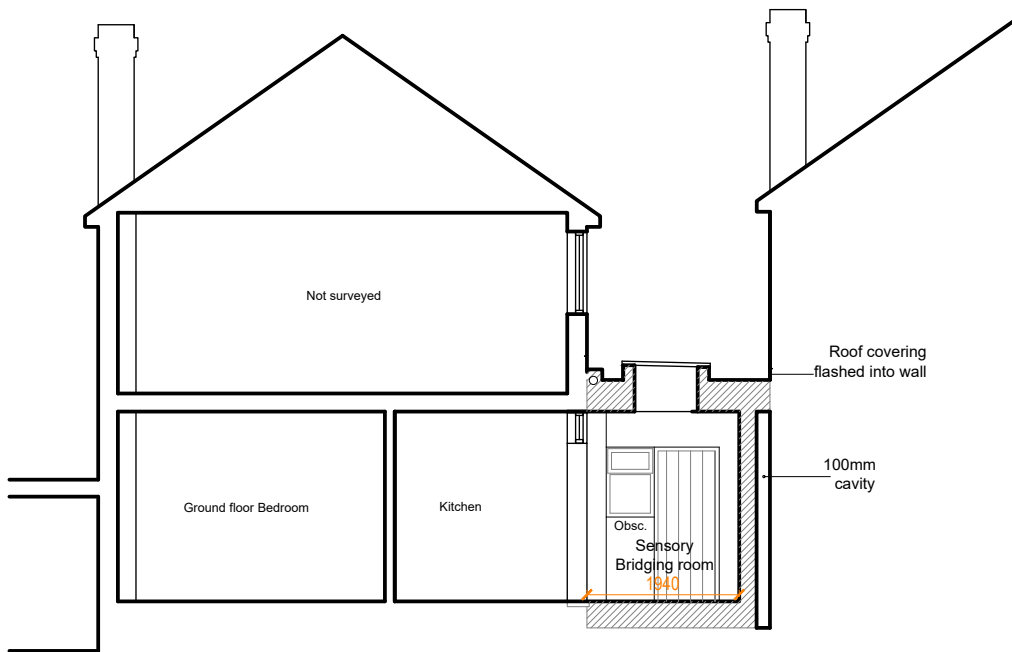 Not surveyed
Roof covering
flashed into wall
100mm
cavity
Ground floor Bedroom
Kitchen
Obsc.
Sensory
Bridging room
1940